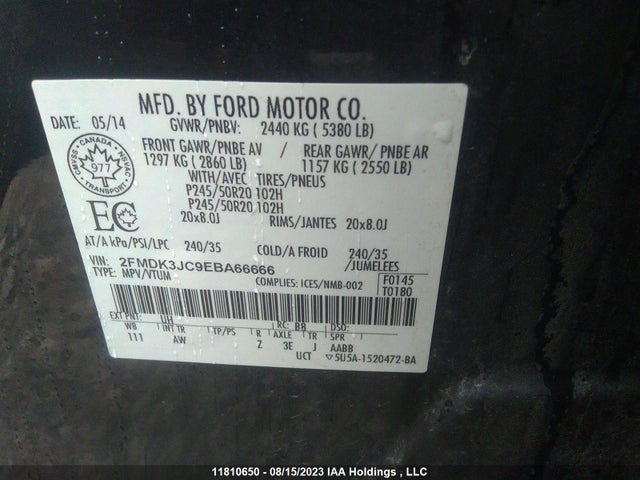 MFD. BY FORD MOTOR CO.
DATE: 05/14
GVWR/PNBV: 2440 KG ( 5380 LB)
FRONT GAWR/PNBE AV / REAR GAWR/ PNBE AR
1297 KG ( 2860 LB) 1157 KG ( 2550 LB)
WITH/AVEC TIRES/PNEUS
P245/50R20 102H
P245/50R20 102H
20x8.0J RIMS/JANTES 20x8.0J
CANADA
CMVSS NSVAC
977
TRANSPORT
EC
AT/A kPa/PSI/LPC 240/35 COLD/A FROID 240/35
/JUMELEES
VIN: 2FMDK3JC9EBA66666
TYPE: MPV/VTUM COMPLIES: ICES/NMB-002
F0145
T0180
EXT PNT: UH RC: B8 DSO:
WB INT TR TP/PS R AXLE TR SPR
111 AW Z 3E J AABB
UCT 5U5A-1520472-BA
11810650 - 08/15/2023 IAA Holdings , LLC